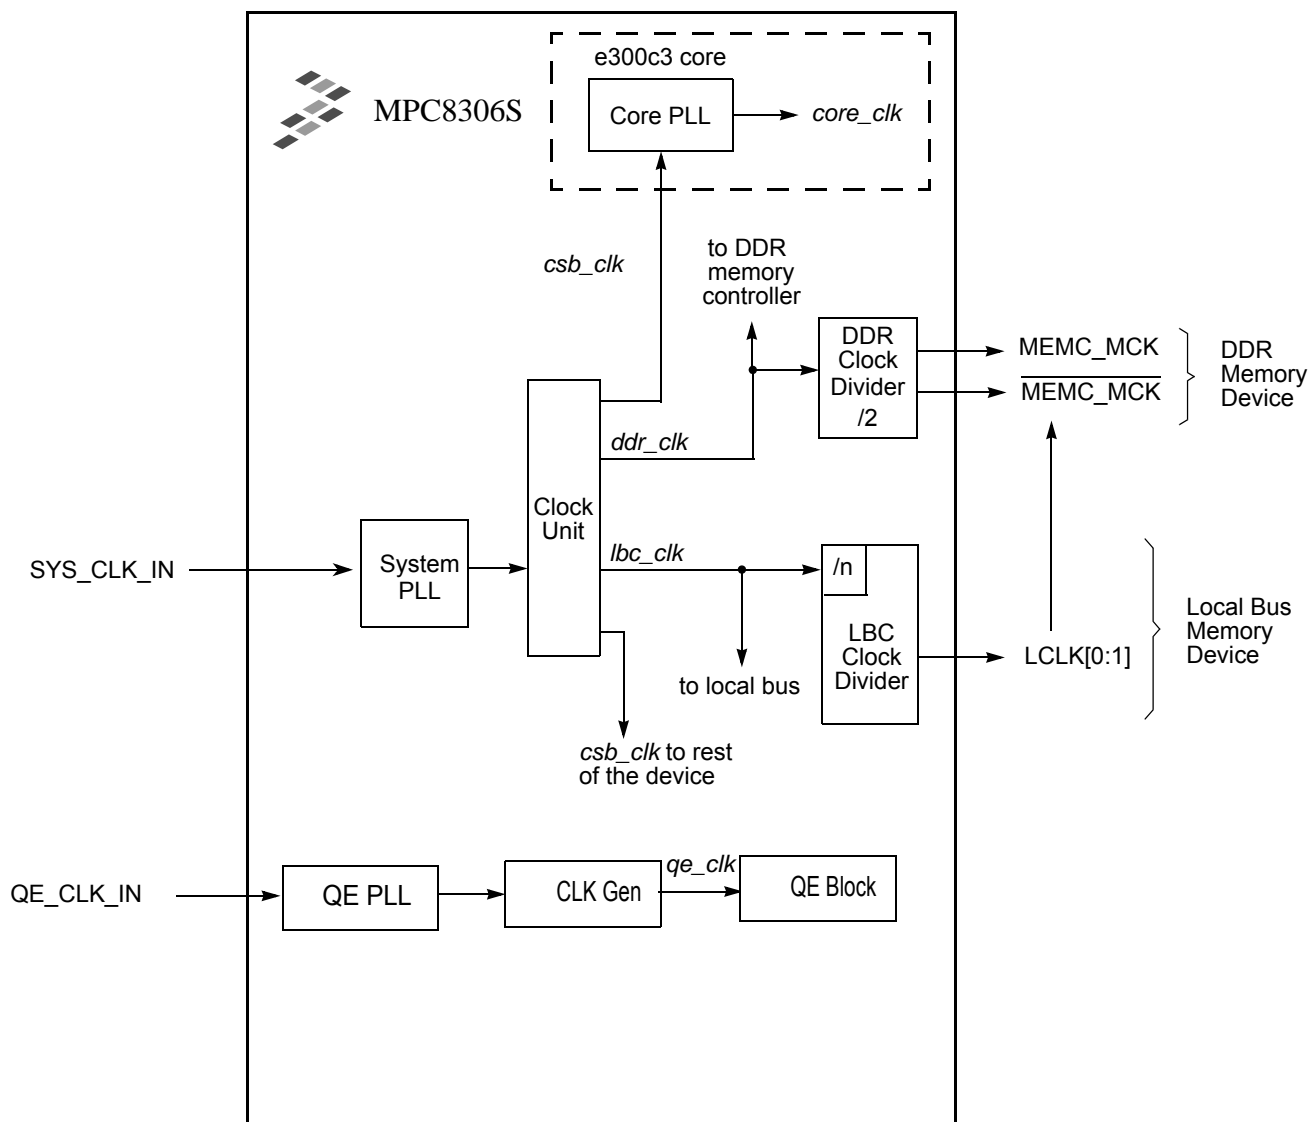 e300c3 core
MPC8306S
Core PLL
core_clk
csb_clk
to DDR
memory
controller
DDR
Clock
Divider
/2
MEMC_MCK
MEMC_MCK
DDR
Memory
Device
ddr_clk
Clock
Unit
SYS_CLK_IN
System
PLL
lbc_clk
/n
LBC
Clock
Divider
LCLK[0:1]
Local Bus
Memory
Device
to local bus
csb_clk to rest
of the device
QE_CLK_IN
QE PLL
CLK Gen
qe_clk
QE Block